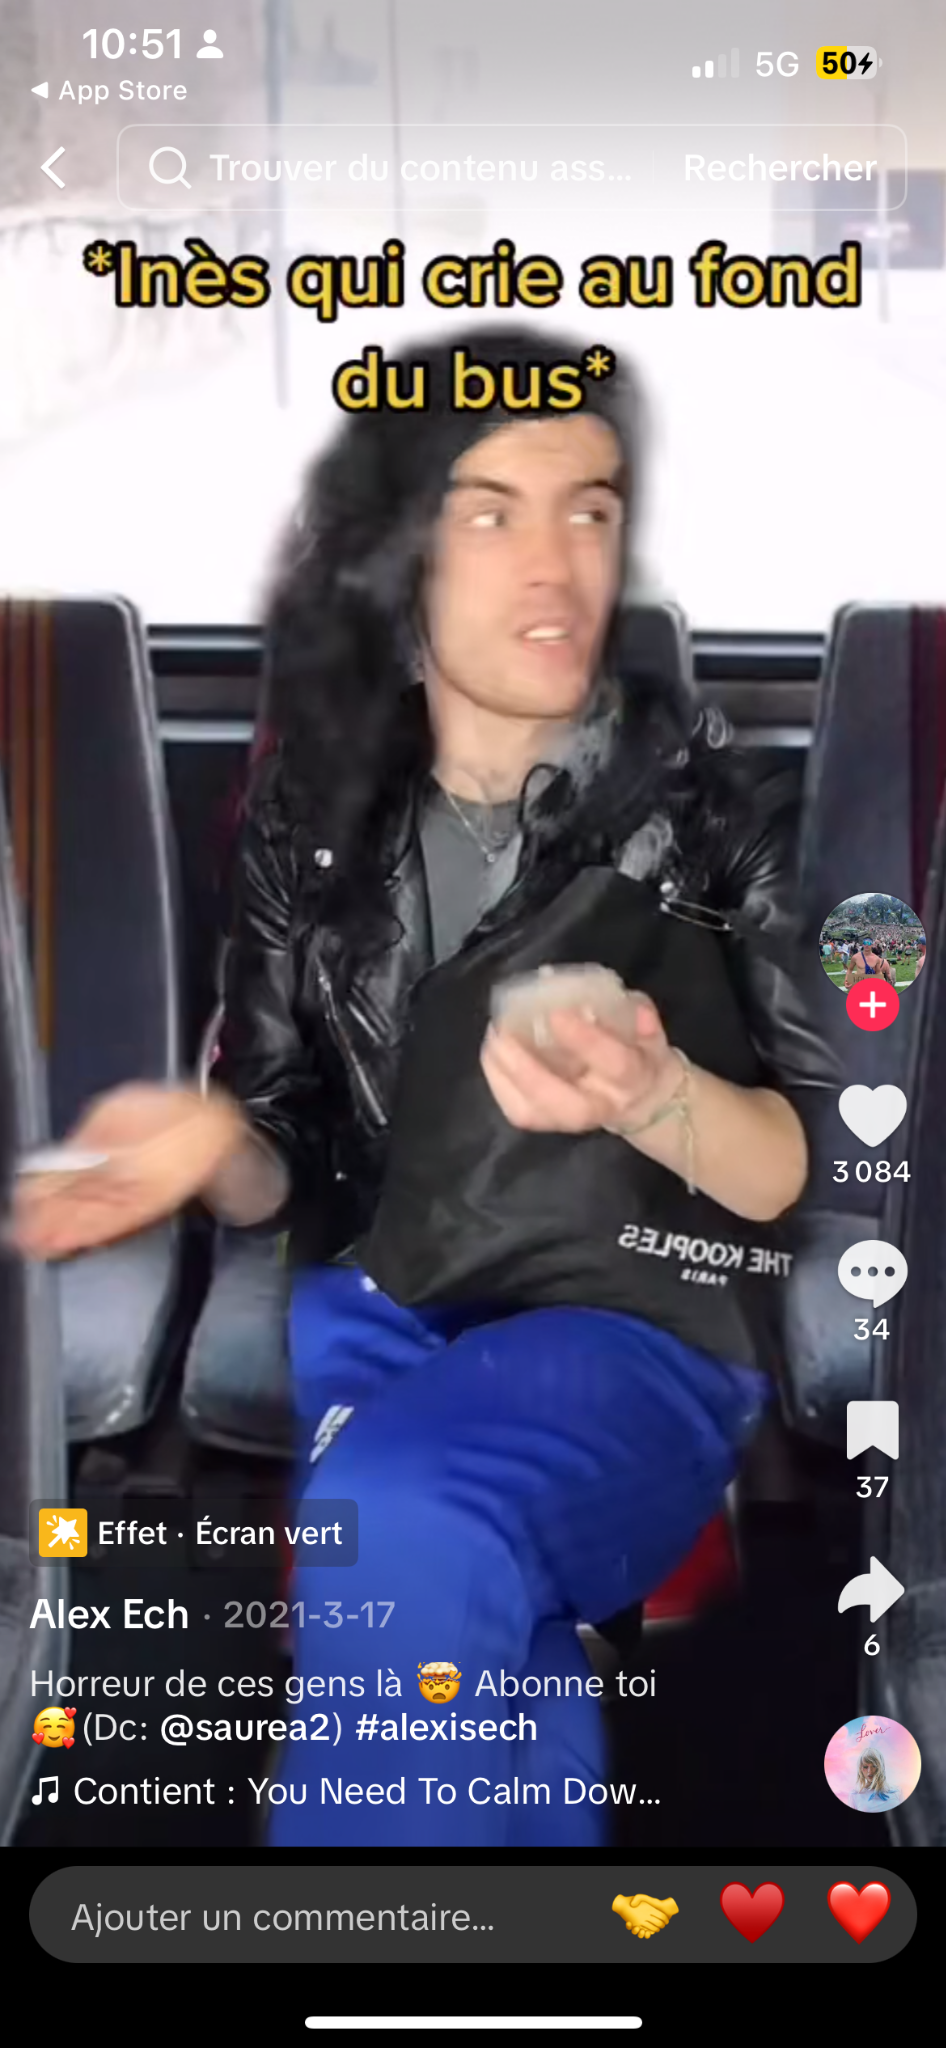 10:51
5G
50
App Store
Trouver du contenu ass...
Rechercher
*Inès qui crie au fond
du bus*
3 084
THE KOOPLES
PARIS
34
37
Effet · Écran vert
Alex Ech · 2021-3-17
6
Horreur de ces gens là 🤯 Abonne toi
🥰(Dc: @saurea2) #alexisech
Lover
Contient : You Need To Calm Dow...
Ajouter un commentaire...